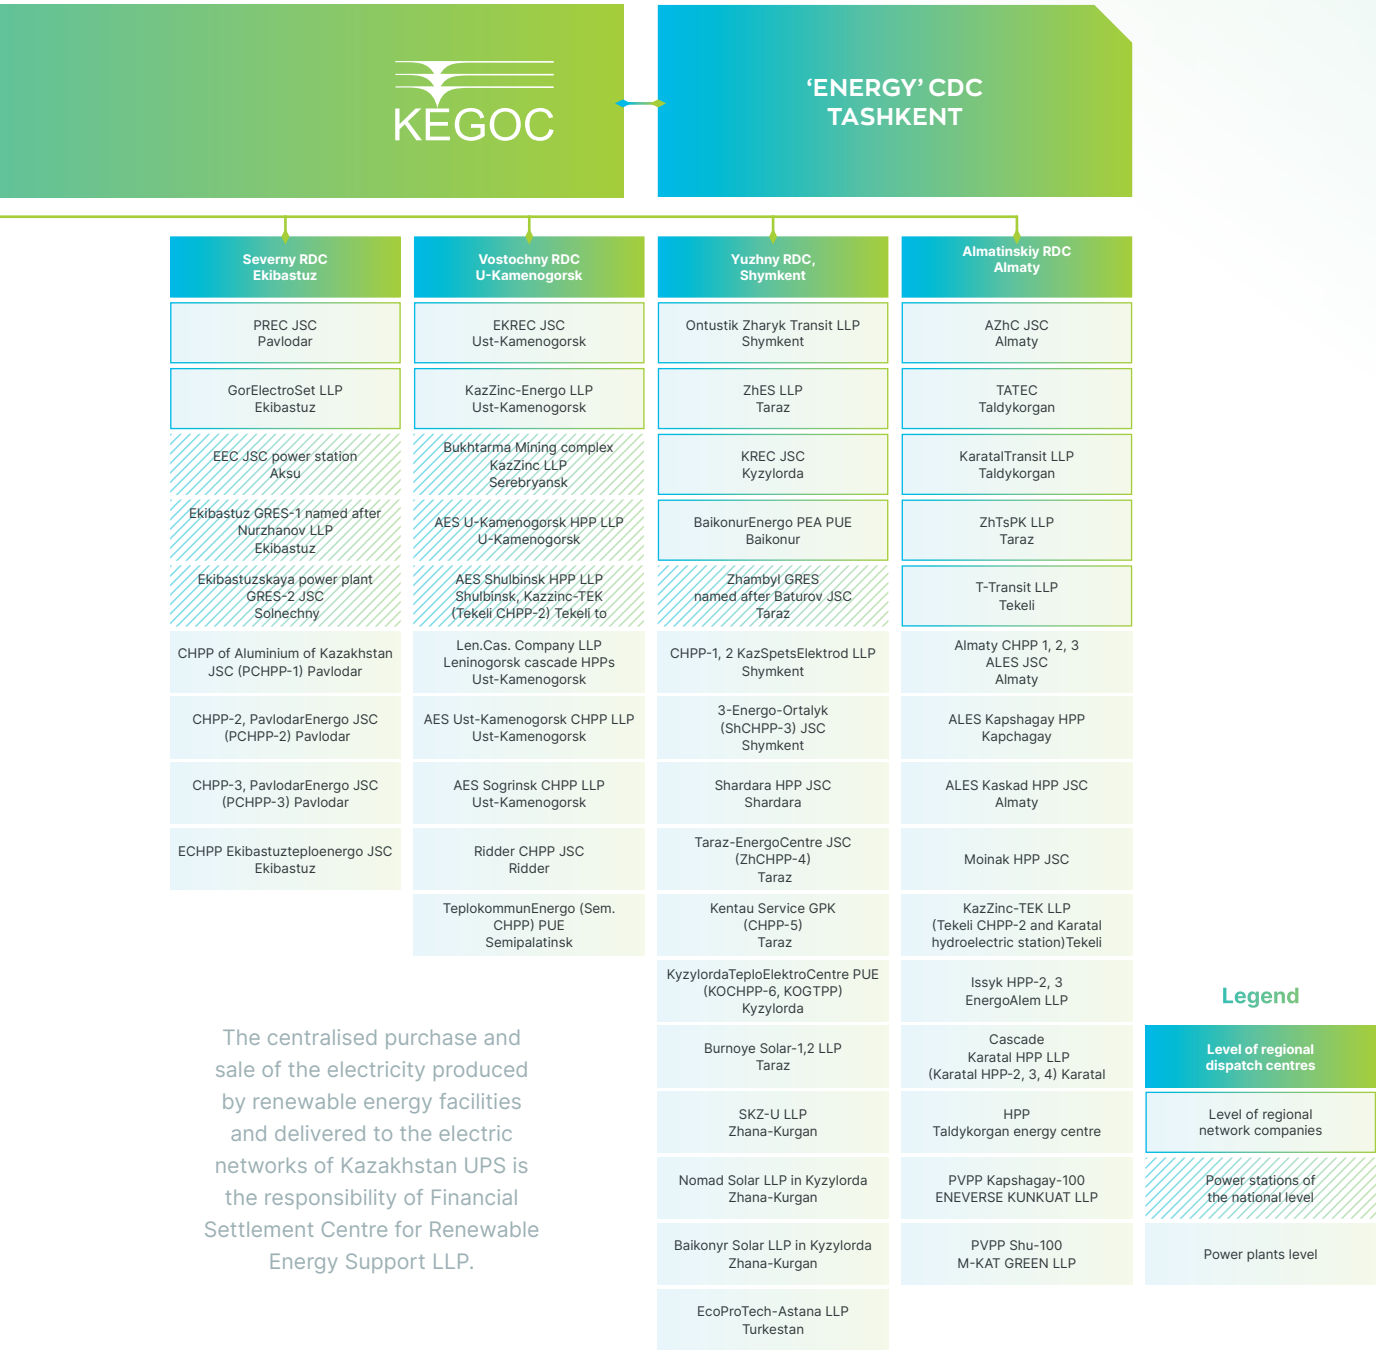 KEGOC
‘ENERGY’ CDC
TASHKENT
Severny RDC
Ekibastuz
PREC JSC
Pavlodar
GorElectroSet LLP
Ekibastuz
EEC JSC power station
Aksu
Ekibastuz GRES-1 named after
Nurzhanov LLP
Ekibastuz
Ekibastuzskaya power plant
GRES-2 JSC
Solnechny
CHPP of Aluminium of Kazakhstan
JSC (PCHPP-1) Pavlodar
CHPP-2, PavlodarEnergo JSC
(PCHPP-2) Pavlodar
CHPP-3, PavlodarEnergo JSC
(PCHPP-3) Pavlodar
ECHPP Ekibastuzteploenergo JSC
Ekibastuz
Vostochny RDC
U-Kamenogorsk
EKREC JSC
Ust-Kamenogorsk
KazZinc-Energo LLP
Ust-Kamenogorsk
Bukhtarma Mining complex
KazZinc LLP
Serebryansk
AES U-Kamenogorsk HPP LLP
U-Kamenogorsk
AES Shulbinsk HPP LLP
Shulbinsk, Kazzinc-TEK
(Tekeli CHPP-2) Tekeli to
Len.Cas. Company LLP
Leninogorsk cascade HPPs
Ust-Kamenogorsk
AES Ust-Kamenogorsk CHPP LLP
Ust-Kamenogorsk
AES Sogrinsk CHPP LLP
Ust-Kamenogorsk
Ridder CHPP JSC
Ridder
TeplokommunEnergo (Sem.
CHPP) PUE
Semipalatinsk
Yuzhny RDC,
Shymkent
Ontustik Zharyk Transit LLP
Shymkent
ZhES LLP
Taraz
KREC JSC
Kyzylorda
BaikonurEnergo PEA PUE
Baikonur
Zhambyl GRES
named after Baturov JSC
Taraz
CHPP-1, 2 KazSpetsElektrod LLP
Shymkent
3-Energo-Ortalyk
(ShCHPP-3) JSC
Shymkent
Shardara HPP JSC
Shardara
Taraz-EnergoCentre JSC
(ZhCHPP-4)
Taraz
Kentau Service GPK
(CHPP-5)
Taraz
KyzylordaTeploElektroCentre PUE
(KOCHPP-6, KOGTPP)
Kyzylorda
Burnoye Solar-1,2 LLP
Taraz
SKZ-U LLP
Zhana-Kurgan
Nomad Solar LLP in Kyzylorda
Zhana-Kurgan
Baikonyr Solar LLP in Kyzylorda
Zhana-Kurgan
EcoProTech-Astana LLP
Turkestan
Almatinskiy RDC
Almaty
AZhC JSC
Almaty
TATEC
Taldykorgan
KaratalTransit LLP
Taldykorgan
ZhTsPK LLP
Taraz
T-Transit LLP
Tekeli
Almaty CHPP 1, 2, 3
ALES JSC
Almaty
ALES Kapshagay HPP
Kapchagay
ALES Kaskad HPP JSC
Almaty
Moinak HPP JSC
KazZinc-TEK LLP
(Tekeli CHPP-2 and Karatal
hydroelectric station)Tekeli
Issyk HPP-2, 3
EnergoAlem LLP
Cascade
Karatal HPP LLP
(Karatal HPP-2, 3, 4) Karatal
HPP
Taldykorgan energy centre
PVPP Kapshagay-100
ENEVERSE KUNKUAT LLP
PVPP Shu-100
M-KAT GREEN LLP
The centralised purchase and
sale of the electricity produced
by renewable energy facilities
and delivered to the electric
networks of Kazakhstan UPS is
the responsibility of Financial
Settlement Centre for Renewable
Energy Support LLP.
Legend
Level of regional
dispatch centres
Level of regional
network companies
Power stations of
the national level
Power plants level